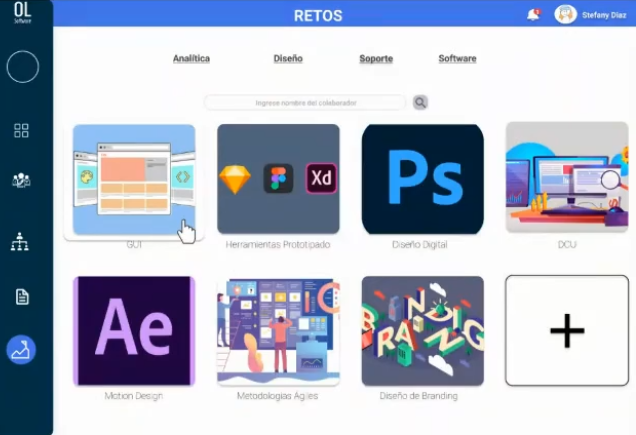 OL
Software
RETOS
Stefany Diaz
Analítica
Diseño
Soporte
Software
Ingrese nombre del colaborador
Xd
Ps
GUI
Herramientas Prototipado
Diseño Digital
DCU
Ae
BRANDING
Motion Design
Metodologías Agiles
Diseño de Branding